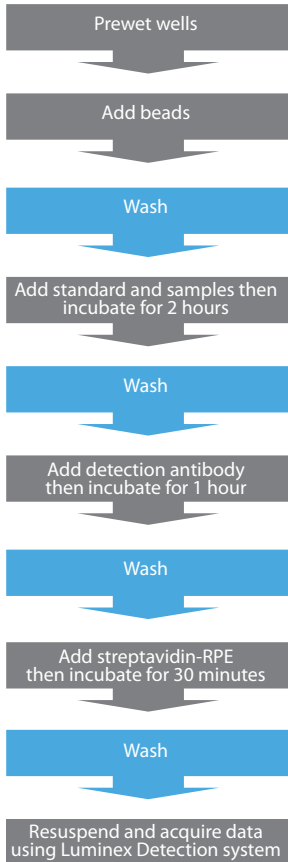 Prewet wells
Add beads
Wash
Add standard and samples then
incubate for 2 hours
Wash
Add detection antibody
then incubate for 1 hour
Wash
Add streptavidin-RPE
then incubate for 30 minutes
Wash
Resuspend and acquire data
using Luminex Detection system